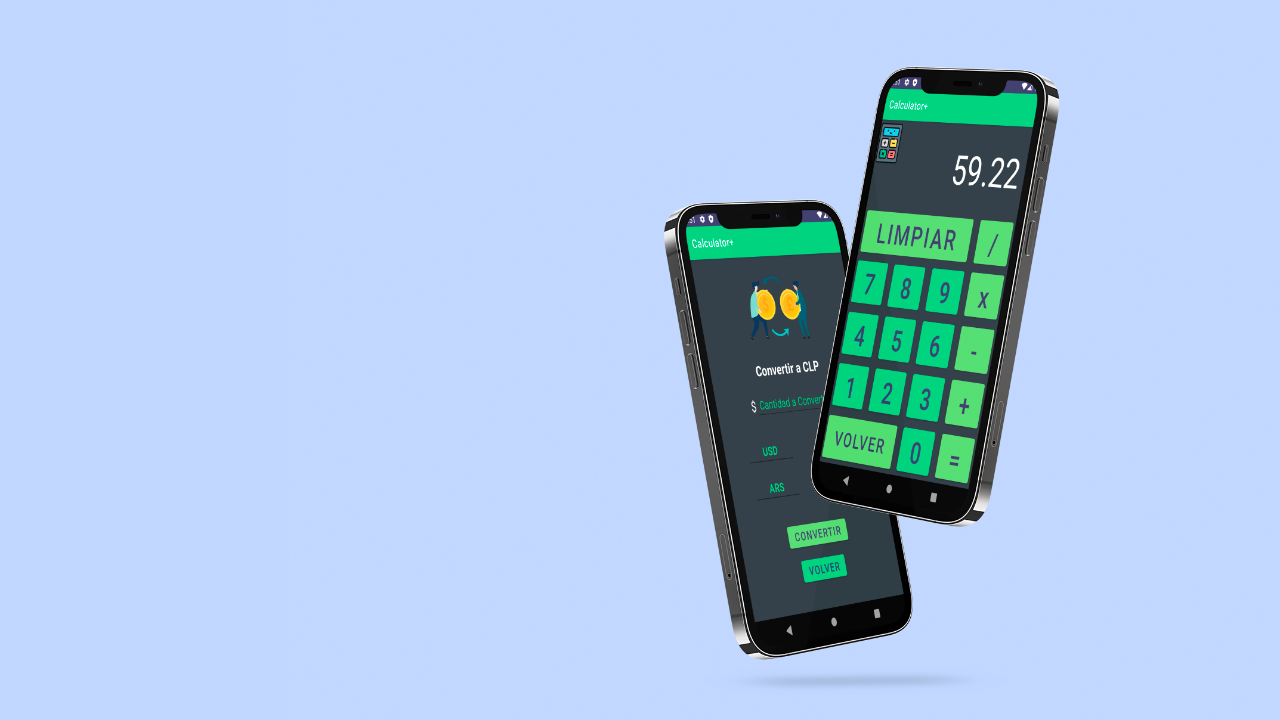 Calculator+
Convertir a CLP
$ Cantidad a
USD
ARS
CONVERTIR
VOLVER
Calculator+
59.22
LIMPIAR /
7 8 9 x
4 5 6 -
1 2 3 +
VOLVER 0 =